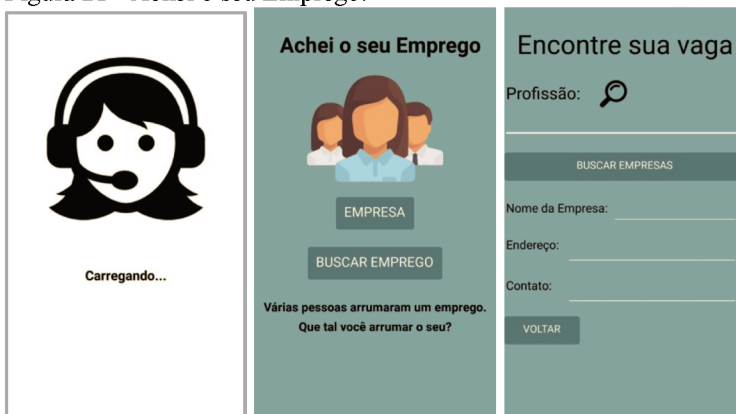 Carregando...
Achei o seu Emprego
EMPRESA
BUSCAR EMPREGO
Várias pessoas arrumaram um emprego.
Que tal você arrumar o seu?
Encontre sua vaga
Profissão:
BUSCAR EMPRESAS
Nome da Empresa:
Endereço:
Contato:
VOLTAR